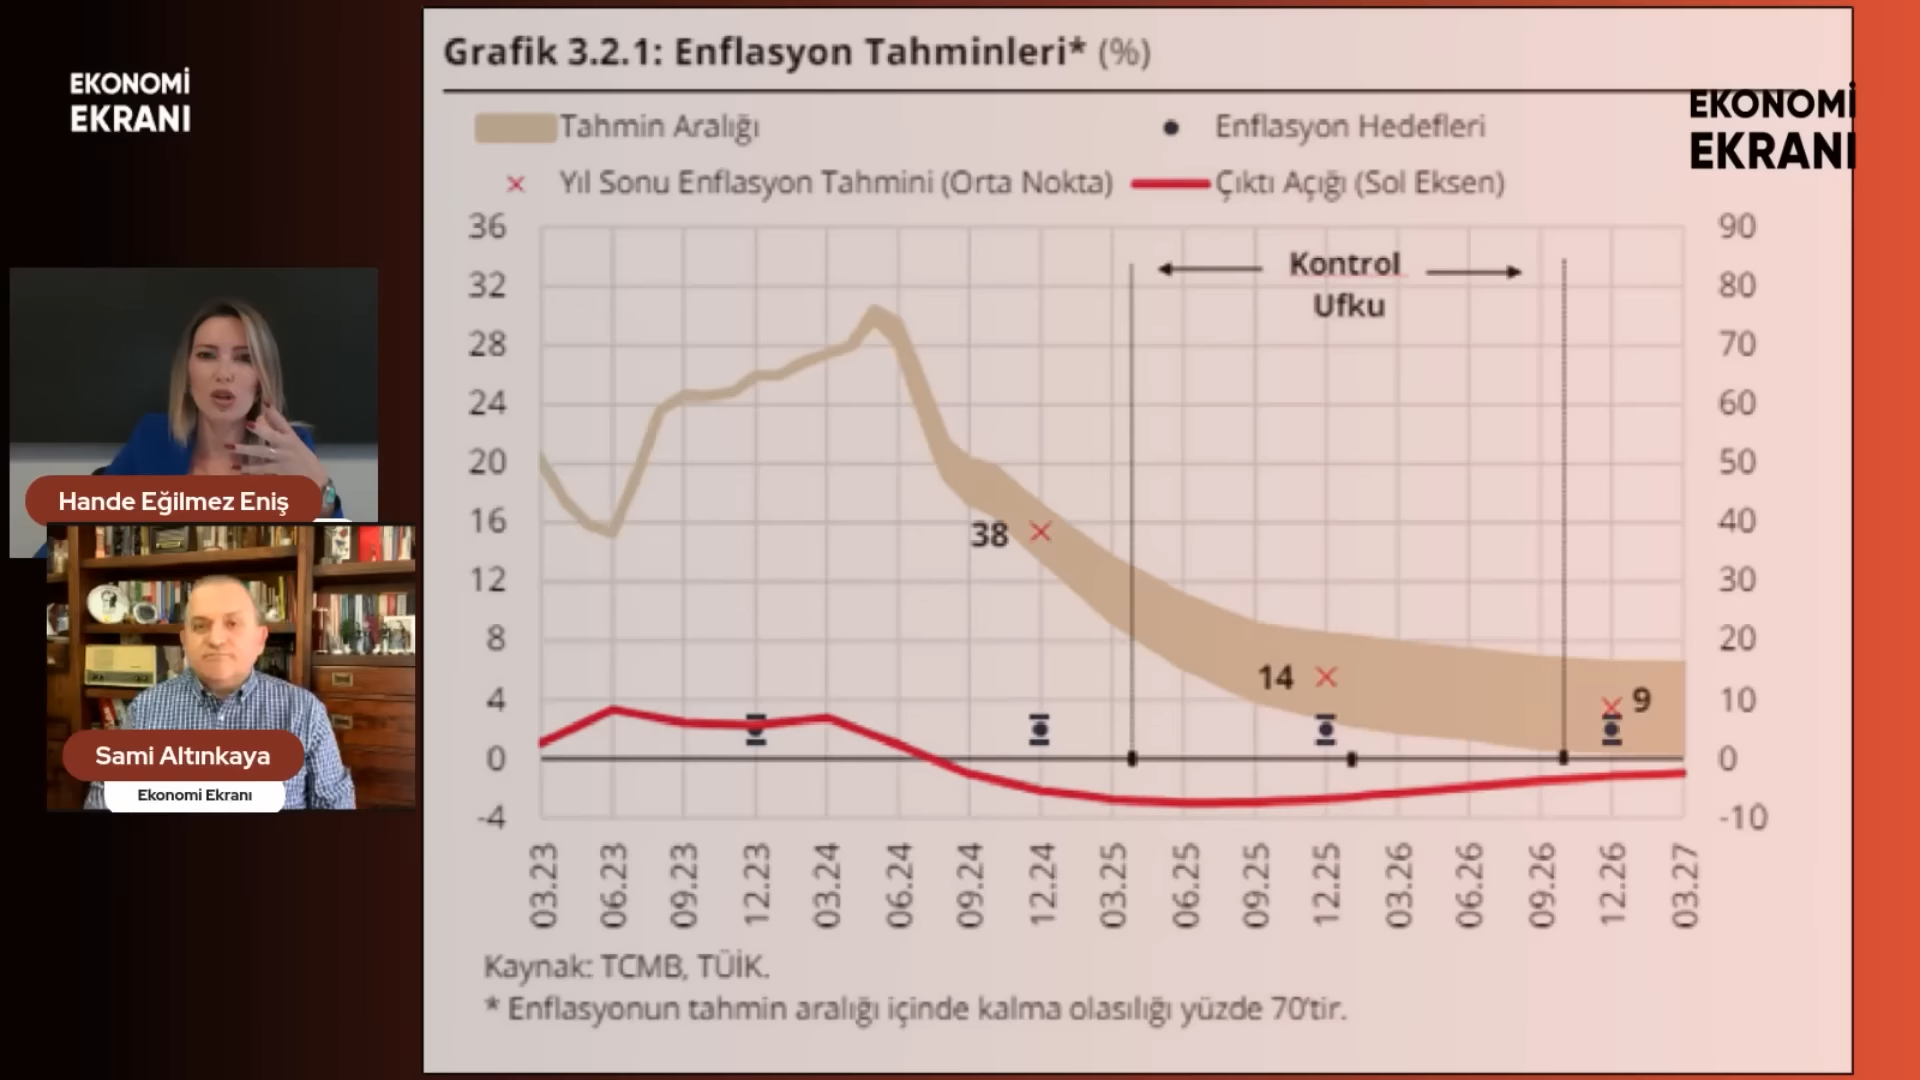 EKONOMİ
EKRANI
Hande Eğilmez Eniş
Sami Altınkaya
Ekonomi Ekranı
Grafik 3.2.1: Enflasyon Tahminleri* (%)
EKONOMİ
EKRANI
Tahmin Aralığı
Enflasyon Hedefleri
Yıl Sonu Enflasyon Tahmini (Orta Nokta)
Çıktı Açığı (Sol Eksen)
36
32
28
24
20
16
12
8
4
0
-4
Kontrol
Ufku
38
14
9
90
80
70
60
50
40
30
20
10
0
-10
03.23
06.23
09.23
12.23
03.24
06.24
09.24
12.24
03.25
06.25
09.25
12.25
03.26
06.26
09.26
12.26
03.27
Kaynak: TCMB, TÜİK.
* Enflasyonun tahmin aralığı içinde kalma olasılığı yüzde 70'tir.